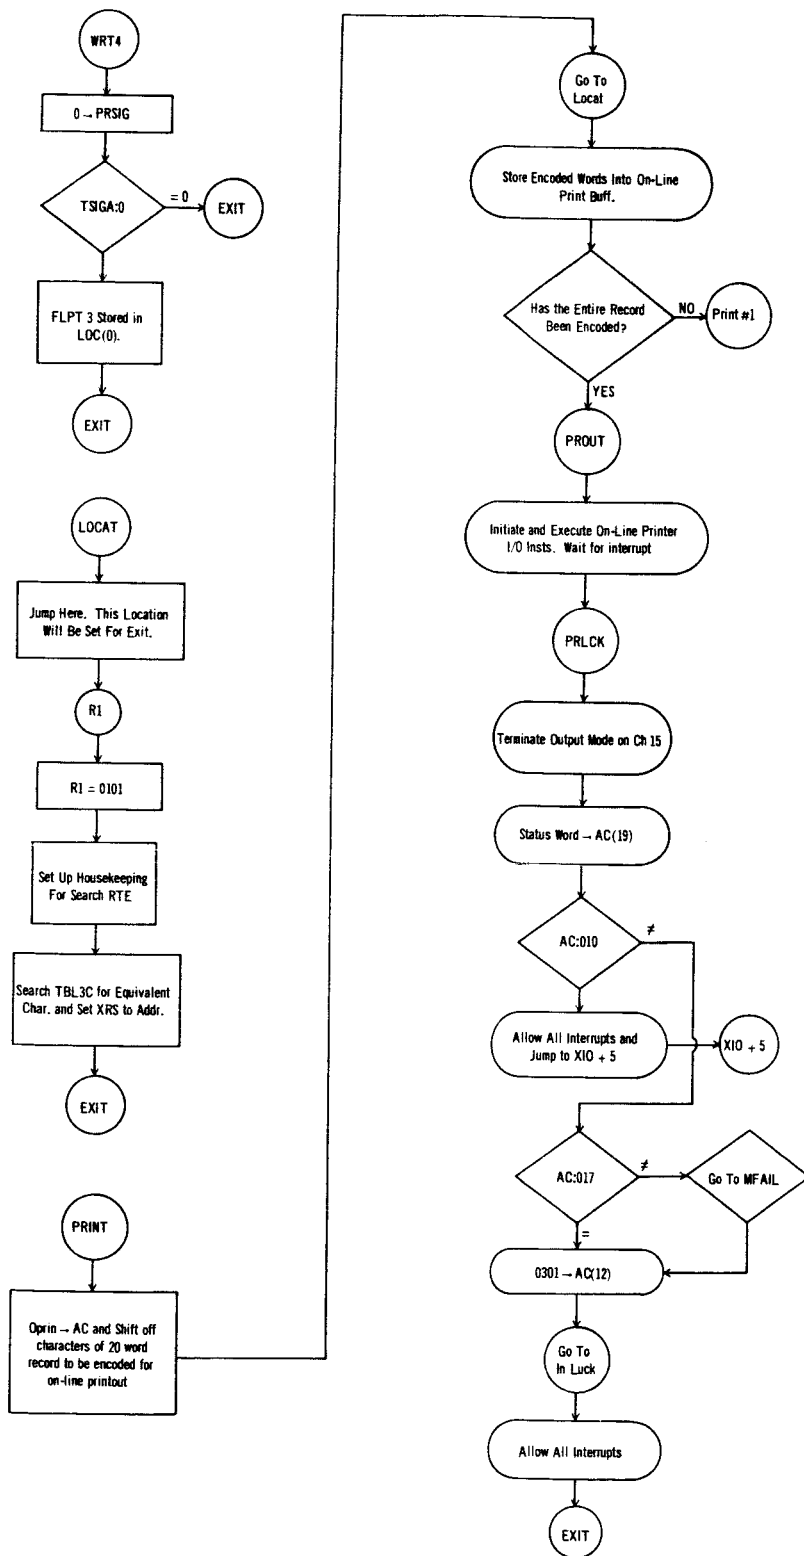 WRT4
0 → PRSIG
TSIGA:0
= 0
EXIT
FLPT 3 Stored in
LOC(0).
EXIT
LOCAT
Jump Here. This Location
Will Be Set For Exit.
R1
R1 = 0101
Set Up Housekeeping
For Search RTE
Search TBL3C for Equivalent
Char. and Set XRS to Addr.
EXIT
PRINT
Oprin → AC and Shift off
characters of 20 word
record to be encoded for
on-line printout
Go To
Locat
Store Encoded Words Into On-Line
Print Buff.
Has the Entire Record
Been Encoded?
NO
Print #1
YES
PROUT
Initiate and Execute On-Line Printer
I/O Insts. Wait for interrupt
PRLCK
Terminate Output Mode on Ch 15
Status Word → AC(19)
AC:010
≠
Allow All Interrupts and
Jump to XIO + 5
XIO + 5
AC:017
≠
Go To MFAIL
=
0301 → AC(12)
Go To
In Luck
Allow All Interrupts
EXIT